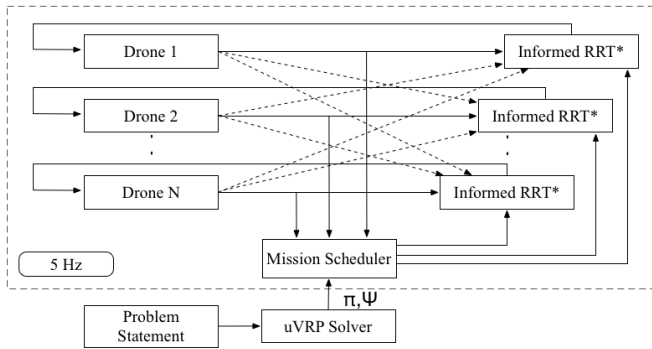 Drone 1
Informed RRT*
Drone 2
Informed RRT*
Drone N
Informed RRT*
5 Hz
Mission Scheduler
π,Ψ
Problem
Statement
uVRP Solver